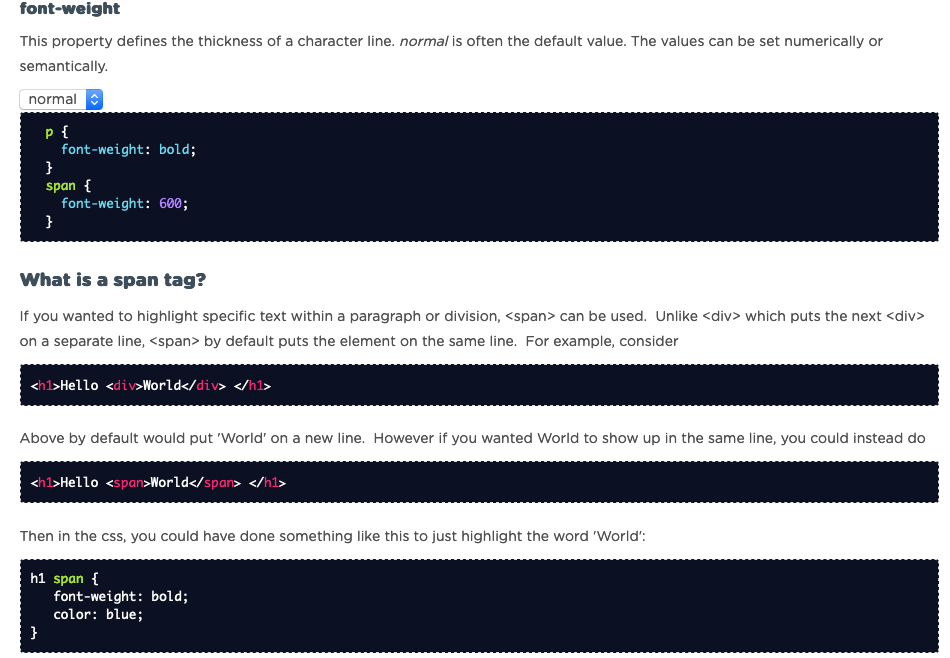 font-weight
This property defines the thickness of a character line. normal is often the default value. The values can be set numerically or
semantically.
normal
p {
  font-weight: bold;
}
span {
  font-weight: 600;
}
What is a span tag?
If you wanted to highlight specific text within a paragraph or division, <span> can be used.  Unlike <div> which puts the next <div>
on a separate line, <span> by default puts the element on the same line.  For example, consider
<h1>Hello <div>World</div> </h1>
Above by default would put 'World' on a new line.  However if you wanted World to show up in the same line, you could instead do
<h1>Hello <span>World</span> </h1>
Then in the css, you could have done something like this to just highlight the word 'World':
h1 span {
   font-weight: bold;
   color: blue;
}